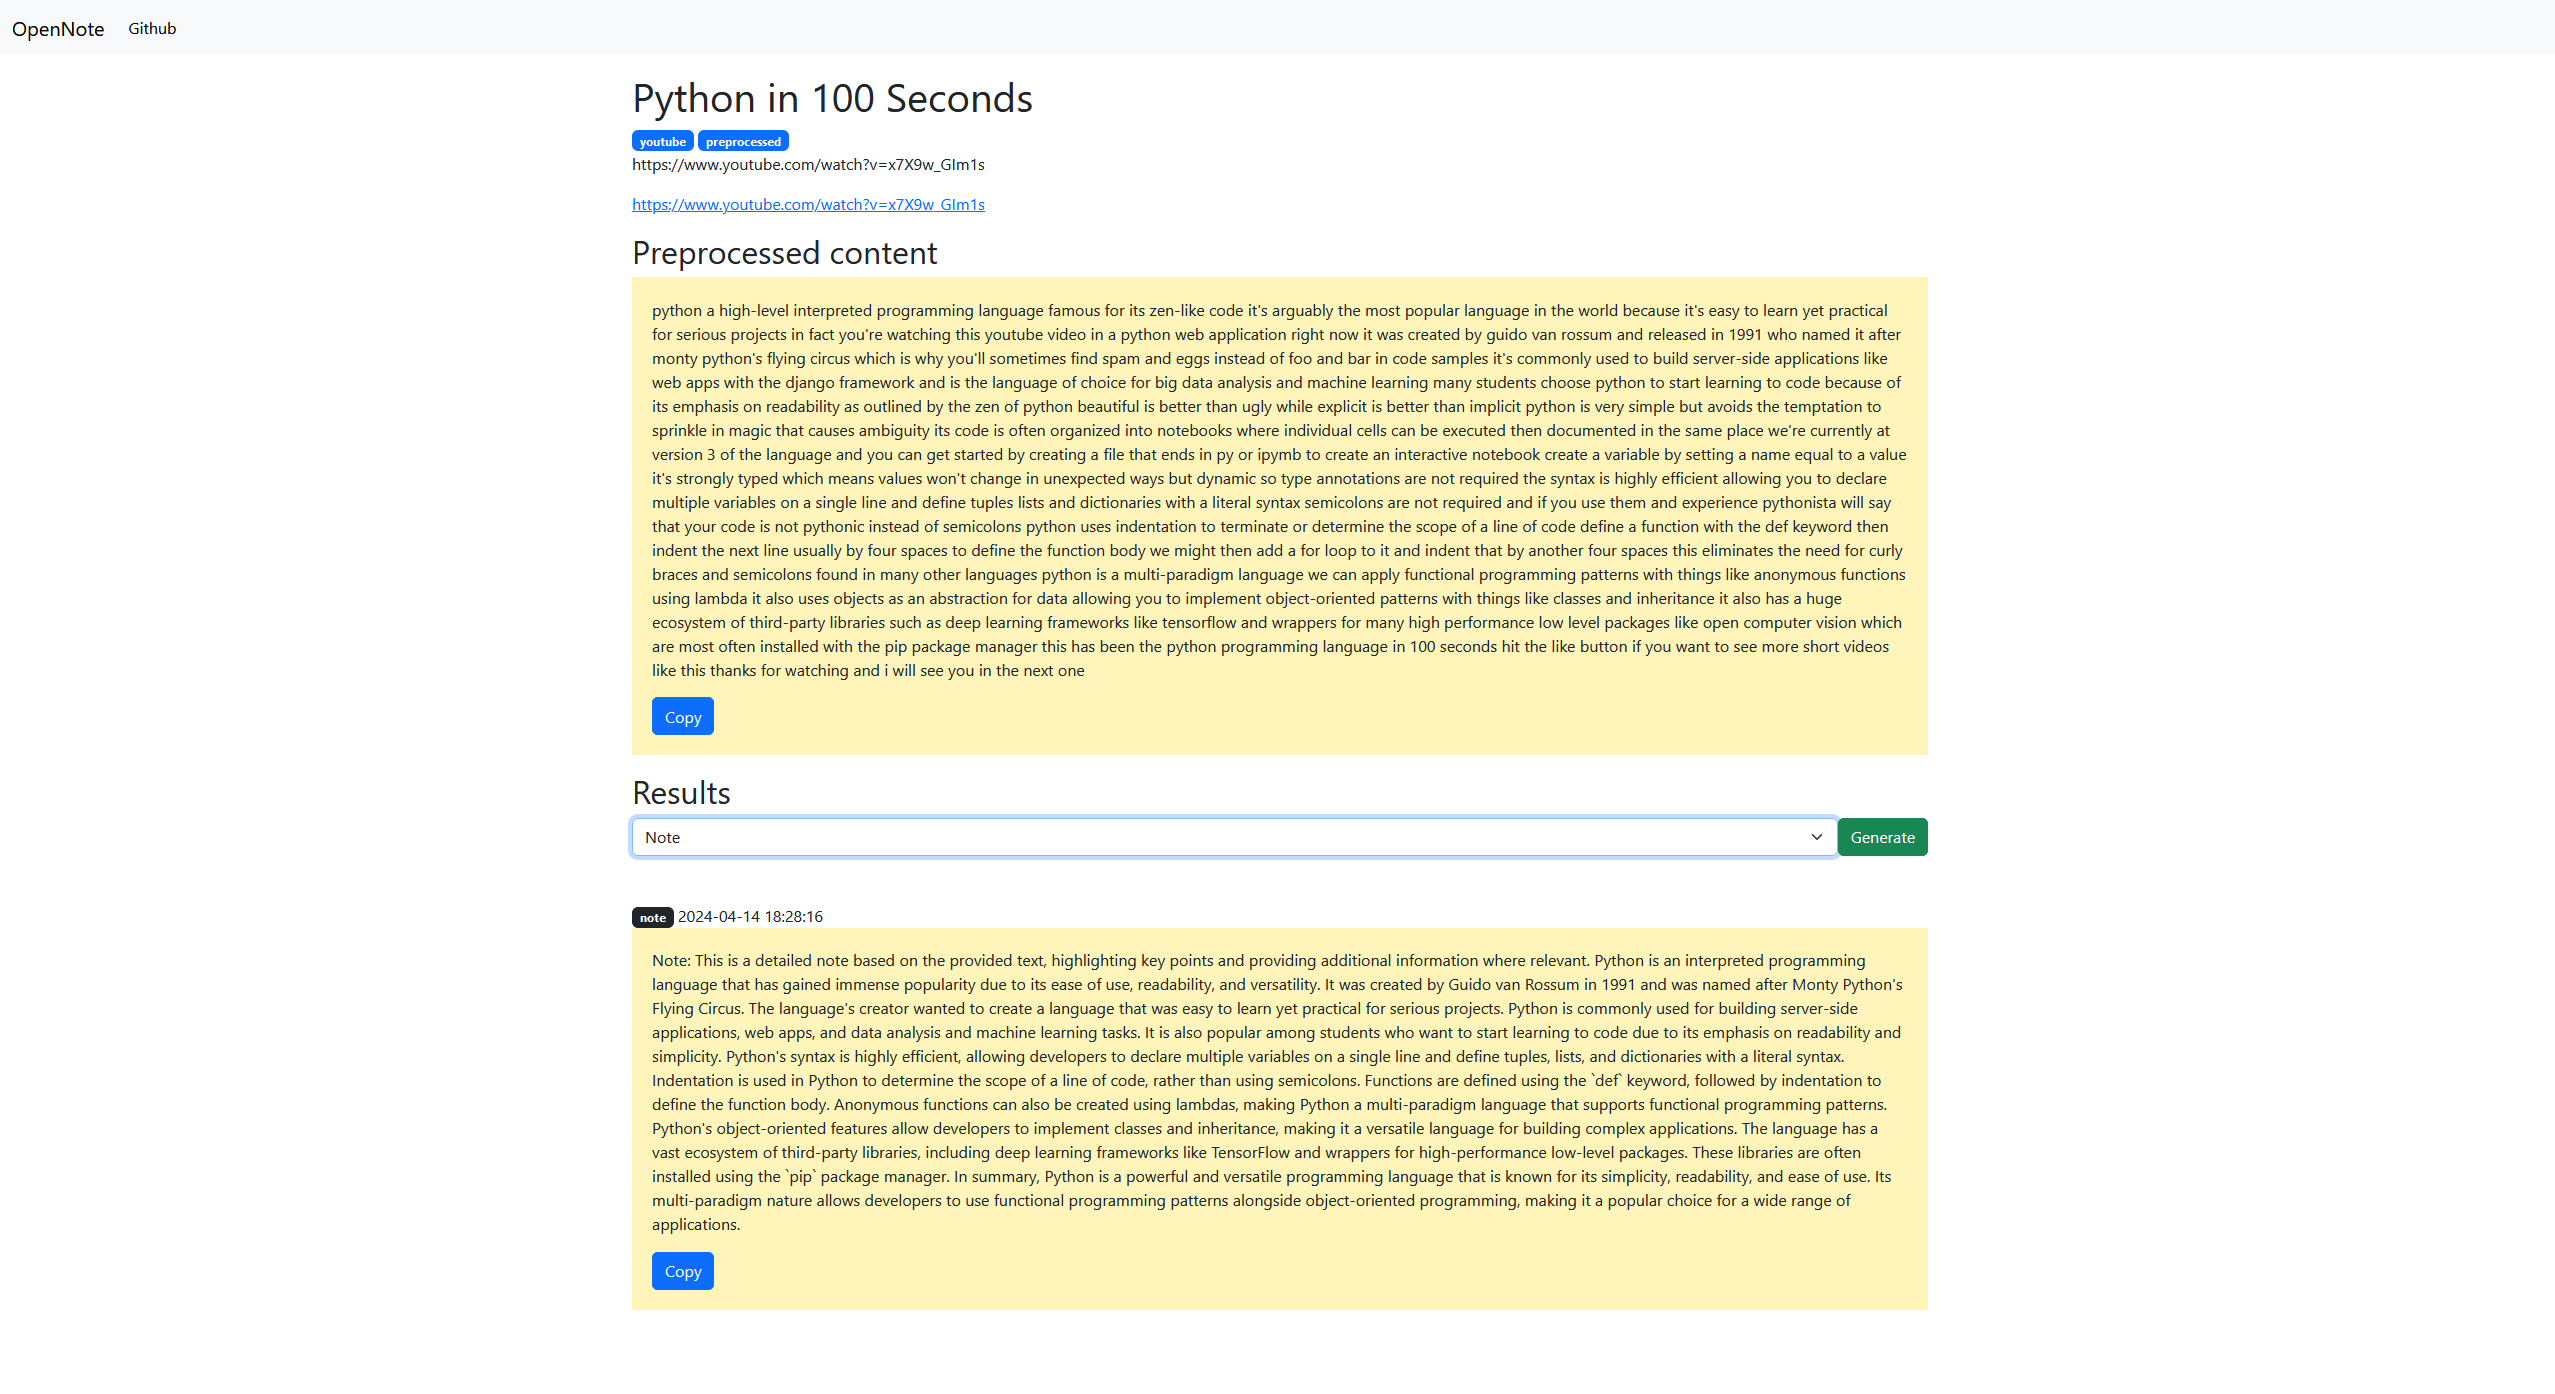 OpenNote Github
Python in 100 Seconds
youtube preprocessed
https://www.youtube.com/watch?v=x7X9w_GIm1s
https://www.youtube.com/watch?v=x7X9w_GIm1s
Preprocessed content
python a high-level interpreted programming language famous for its zen-like code it's arguably the most popular language in the world because it's easy to learn yet practical
for serious projects in fact you're watching this youtube video in a python web application right now it was created by guido van rossum and released in 1991 who named it after
monty python's flying circus which is why you'll sometimes find spam and eggs instead of foo and bar in code samples it's commonly used to build server-side applications like
web apps with the django framework and is the language of choice for big data analysis and machine learning many students choose python to start learning to code because of
its emphasis on readability as outlined by the zen of python beautiful is better than ugly while explicit is better than implicit python is very simple but avoids the temptation to
sprinkle in magic that causes ambiguity its code is often organized into notebooks where individual cells can be executed then documented in the same place we're currently at
version 3 of the language and you can get started by creating a file that ends in py or ipymb to create an interactive notebook create a variable by setting a name equal to a value
it's strongly typed which means values won't change in unexpected ways but dynamic so type annotations are not required the syntax is highly efficient allowing you to declare
multiple variables on a single line and define tuples lists and dictionaries with a literal syntax semicolons are not required and if you use them and experience pythonista will say
that your code is not pythonic instead of semicolons python uses indentation to terminate or determine the scope of a line of code define a function with the def keyword then
indent the next line usually by four spaces to define the function body we might then add a for loop to it and indent that by another four spaces this eliminates the need for curly
braces and semicolons found in many other languages python is a multi-paradigm language we can apply functional programming patterns with things like anonymous functions
using lambda it also uses objects as an abstraction for data allowing you to implement object-oriented patterns with things like classes and inheritance it also has a huge
ecosystem of third-party libraries such as deep learning frameworks like tensorflow and wrappers for many high performance low level packages like open computer vision which
are most often installed with the pip package manager this has been the python programming language in 100 seconds hit the like button if you want to see more short videos
like this thanks for watching and i will see you in the next one
Copy
Results
Note Generate
note 2024-04-14 18:28:16
Note: This is a detailed note based on the provided text, highlighting key points and providing additional information where relevant. Python is an interpreted programming
language that has gained immense popularity due to its ease of use, readability, and versatility. It was created by Guido van Rossum in 1991 and was named after Monty Python's
Flying Circus. The language's creator wanted to create a language that was easy to learn yet practical for serious projects. Python is commonly used for building server-side
applications, web apps, and data analysis and machine learning tasks. It is also popular among students who want to start learning to code due to its emphasis on readability and
simplicity. Python's syntax is highly efficient, allowing developers to declare multiple variables on a single line and define tuples, lists, and dictionaries with a literal syntax.
Indentation is used in Python to determine the scope of a line of code, rather than using semicolons. Functions are defined using the `def` keyword, followed by indentation to
define the function body. Anonymous functions can also be created using lambdas, making Python a multi-paradigm language that supports functional programming patterns.
Python's object-oriented features allow developers to implement classes and inheritance, making it a versatile language for building complex applications. The language has a
vast ecosystem of third-party libraries, including deep learning frameworks like TensorFlow and wrappers for high-performance low-level packages. These libraries are often
installed using the `pip` package manager. In summary, Python is a powerful and versatile programming language that is known for its simplicity, readability, and ease of use. Its
multi-paradigm nature allows developers to use functional programming patterns alongside object-oriented programming, making it a popular choice for a wide range of
applications.
Copy